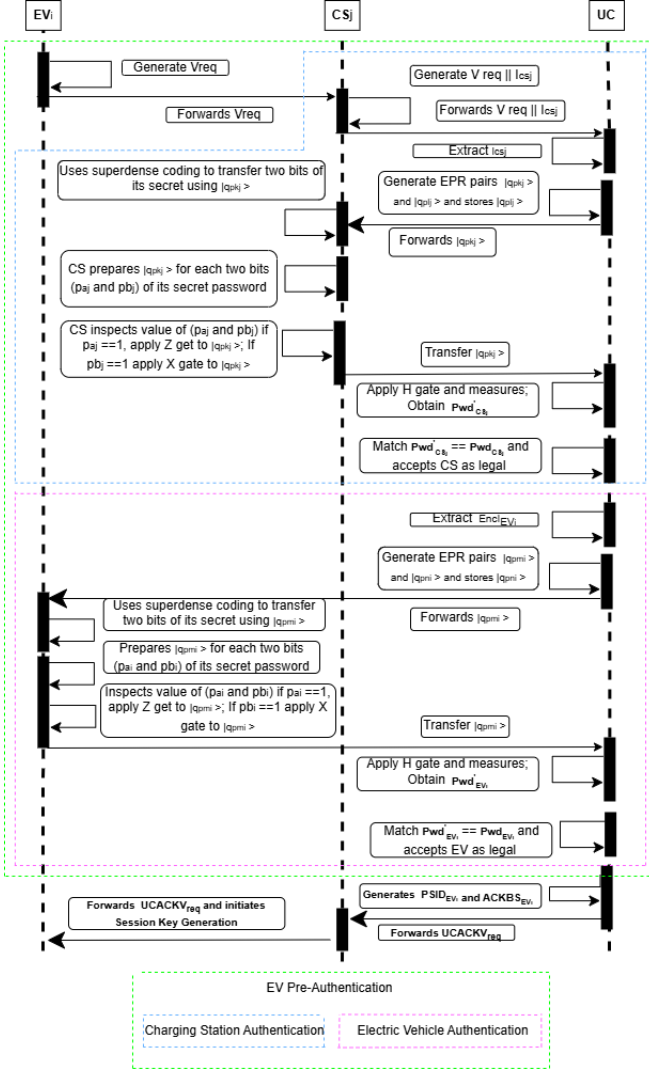 EVi
CSj
UC
Generate Vreq
Generate V req || Icsj
Forwards Vreq
Forwards V req || Icsj
Extract Icsj
Uses superdense coding to transfer two bits of
its secret using |qpkj >
Generate EPR pairs |qpkj >
and |qplj > and stores |qplj >
Forwards |qpkj >
CS prepares |qpkj > for each two bits
(paj and pbj) of its secret password
CS inspects value of (paj and pbj) if
paj ==1, apply Z get to |qpkj >; If
pbj ==1 apply X gate to |qpkj >
Transfer |qpkj >
Apply H gate and measures;
Obtain Pwd'CSj
Match Pwd'CSj == PwdCSj and
accepts CS as legal
Extract EnclEVi
Generate EPR pairs |qpmi >
and |qpni > and stores |qpni >
Uses superdense coding to transfer
two bits of its secret using |qpmi >
Forwards |qpmi >
Prepares |qpmi > for each two bits
(pai and pbi) of its secret password
Inspects value of (pai and pbi) if pai ==1,
apply Z get to |qpmi >; If pbi ==1 apply X
gate to |qpmi >
Transfer |qpmi >
Apply H gate and measures;
Obtain Pwd'EVi
Match Pwd'EVi == PwdEVi and
accepts EV as legal
Generates PSIDEVi and ACKBSEVi
Forwards UCACKVreq and initiates
Session Key Generation
Forwards UCACKVreq
EV Pre-Authentication
Charging Station Authentication
Electric Vehicle Authentication